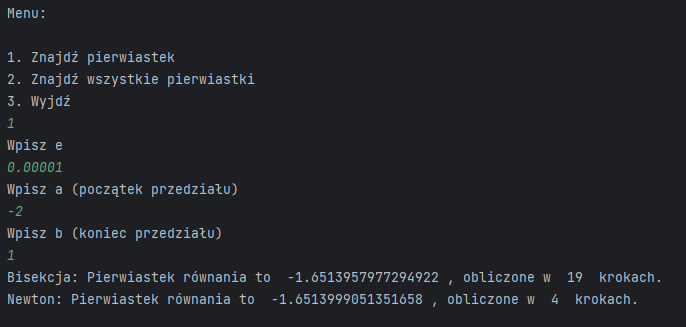 Menu:
1. Znajdź pierwiastek
2. Znajdź wszystkie pierwiastki
3. Wyjdź
1
Wpisz e
0.00001
Wpisz a (początek przedziału)
-2
Wpisz b (koniec przedziału)
1
Bisekcja: Pierwiastek równania to  -1.6513957977294922 , obliczone w  19  krokach.
Newton: Pierwiastek równania to  -1.6513999051351658 , obliczone w  4  krokach.